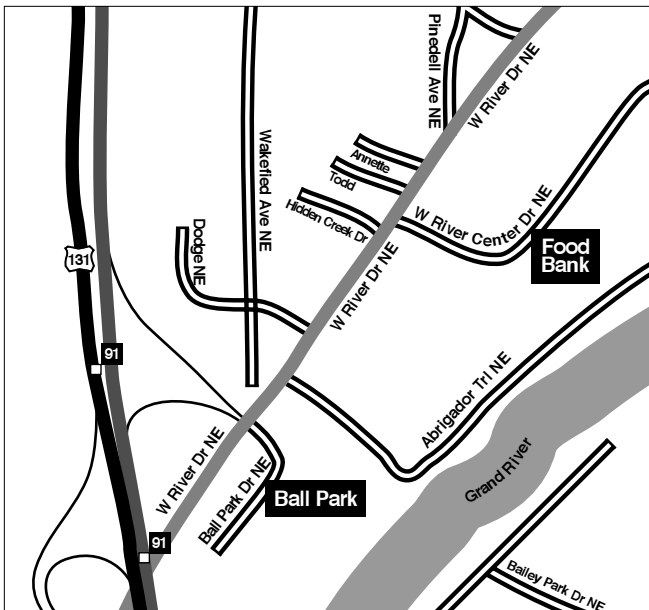 Pinedell Ave NE
W River Dr NE
Wakefied Ave NE
Annette
Todd
Hidden Creek Dr
W River Center Dr NE
Dodge NE
Food
Bank
131
W River Dr NE
91
Abrigador Trl NE
W River Dr NE
Grand River
Ball Park Dr NE
Ball Park
91
Bailey Park Dr NE